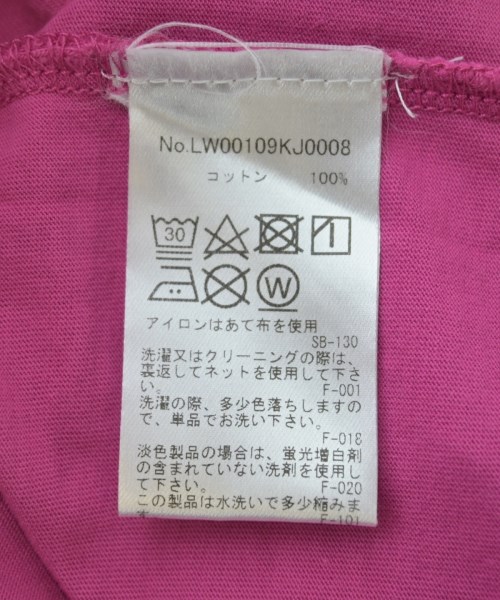 No.LW00109KJ0008
コットン 100%
30
W
アイロンはあて布を使用
SB-130
洗濯又はクリーニングの際は、
裏返してネットを使用して下さ
い。 F-001
洗濯の際、多少色落ちしますの
で、単品でお洗い下さい。
F-018
淡色製品の場合は、蛍光増白剤
の含まれていない洗剤を使用し
て下さい。 F-020
この製品は水洗いで多少縮みま
す F-101